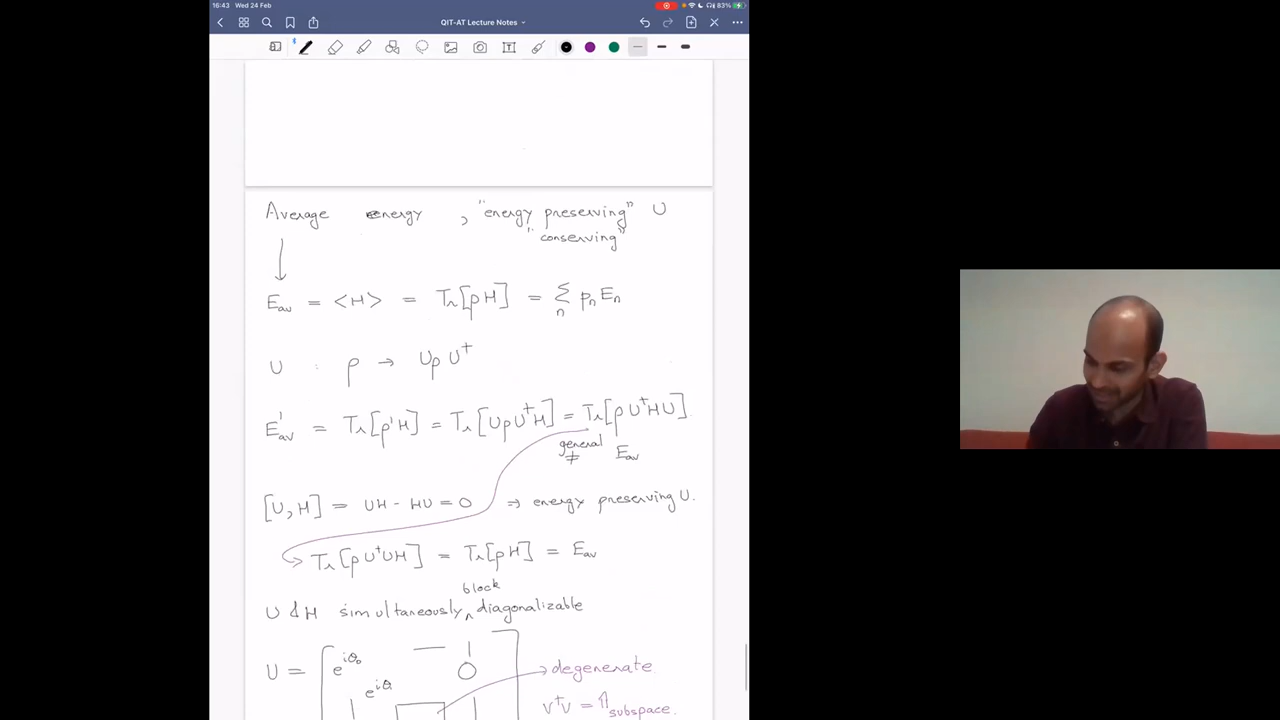 16:43 Wed 24 Feb 83%
QIT-AT Lecture Notes
Average energy , "energy preserving" U
"conserving"
E_av = <H> = Tr[ρH] = Σ_n p_n E_n
U : ρ → UρU†
E'_av = Tr[ρ'H] = Tr[UρU†H] = Tr[ρU†HU].
general
≠ E_av
[U,H] = UH - HU = 0 ⇒ energy preserving U.
Tr[ρU†UH] = Tr[ρH] = E_av
block
U & H simultaneously ∧ diagonalizable
U = [ e^{iθ₀} O → degenerate
e^{iθ₁} V†V = 𝟙_subspace.